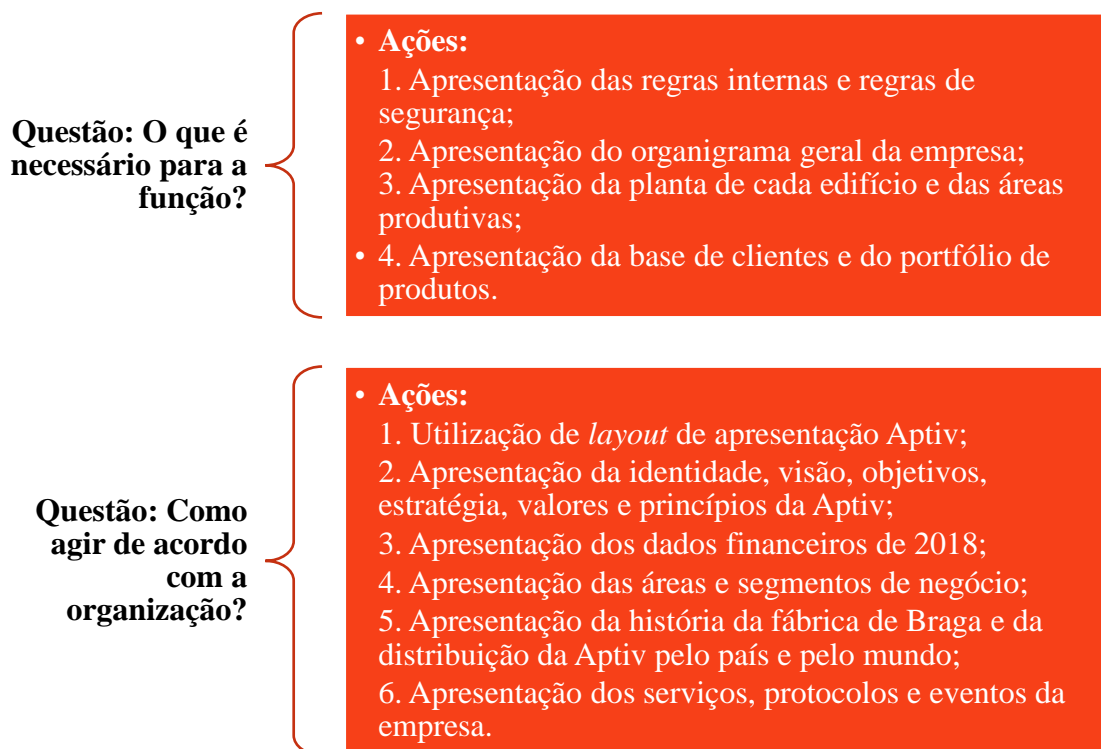 Questão: O que é
necessário para a
função?
• Ações:
1. Apresentação das regras internas e regras de
segurança;
2. Apresentação do organigrama geral da empresa;
3. Apresentação da planta de cada edifício e das áreas
produtivas;
• 4. Apresentação da base de clientes e do portfólio de
produtos.
Questão: Como
agir de acordo
com a
organização?
• Ações:
1. Utilização de layout de apresentação Aptiv;
2. Apresentação da identidade, visão, objetivos,
estratégia, valores e princípios da Aptiv;
3. Apresentação dos dados financeiros de 2018;
4. Apresentação das áreas e segmentos de negócio;
5. Apresentação da história da fábrica de Braga e da
distribuição da Aptiv pelo país e pelo mundo;
6. Apresentação dos serviços, protocolos e eventos da
empresa.